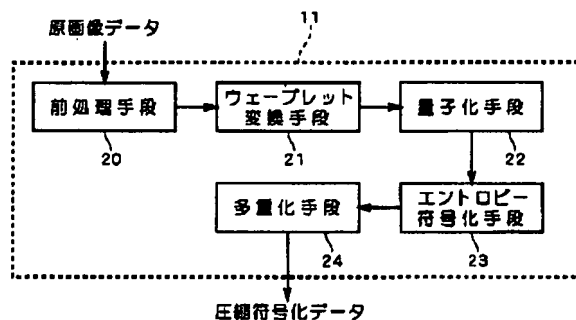 原画像データ
11
前処理手段
20
ウェーブレット
変換手段
21
量子化手段
22
エントロピー
符号化手段
23
多重化手段
24
圧縮符号化データ